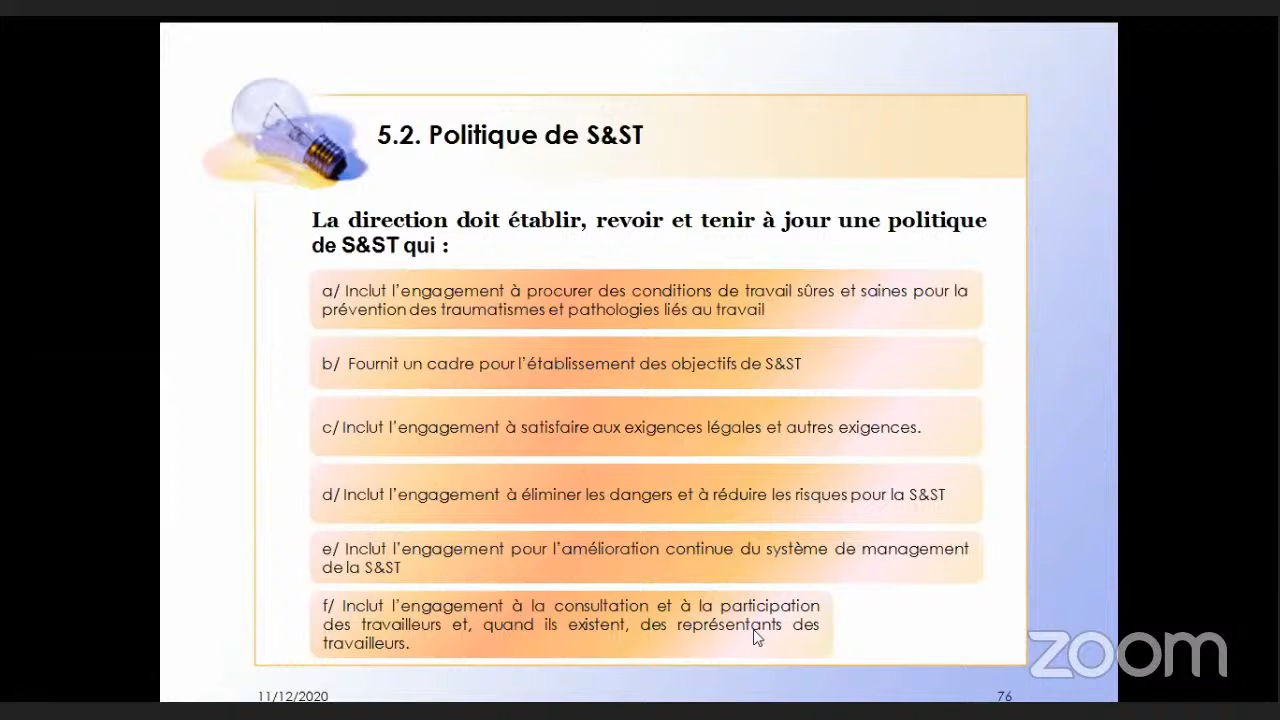 5.2. Politique de S&ST
La direction doit établir, revoir et tenir à jour une politique
de S&ST qui :
a/ Inclut l'engagement à procurer des conditions de travail sûres et saines pour la
prévention des traumatismes et pathologies liés au travail
b/ Fournit un cadre pour l'établissement des objectifs de S&ST
c/ Inclut l'engagement à satisfaire aux exigences légales et autres exigences.
d/ Inclut l'engagement à éliminer les dangers et à réduire les risques pour la S&ST
e/ Inclut l'engagement pour l'amélioration continue du système de management
de la S&ST
f/ Inclut l'engagement à la consultation et à la participation
des travailleurs et, quand ils existent, des représentants des
travailleurs.
zoom
11/12/2020
76